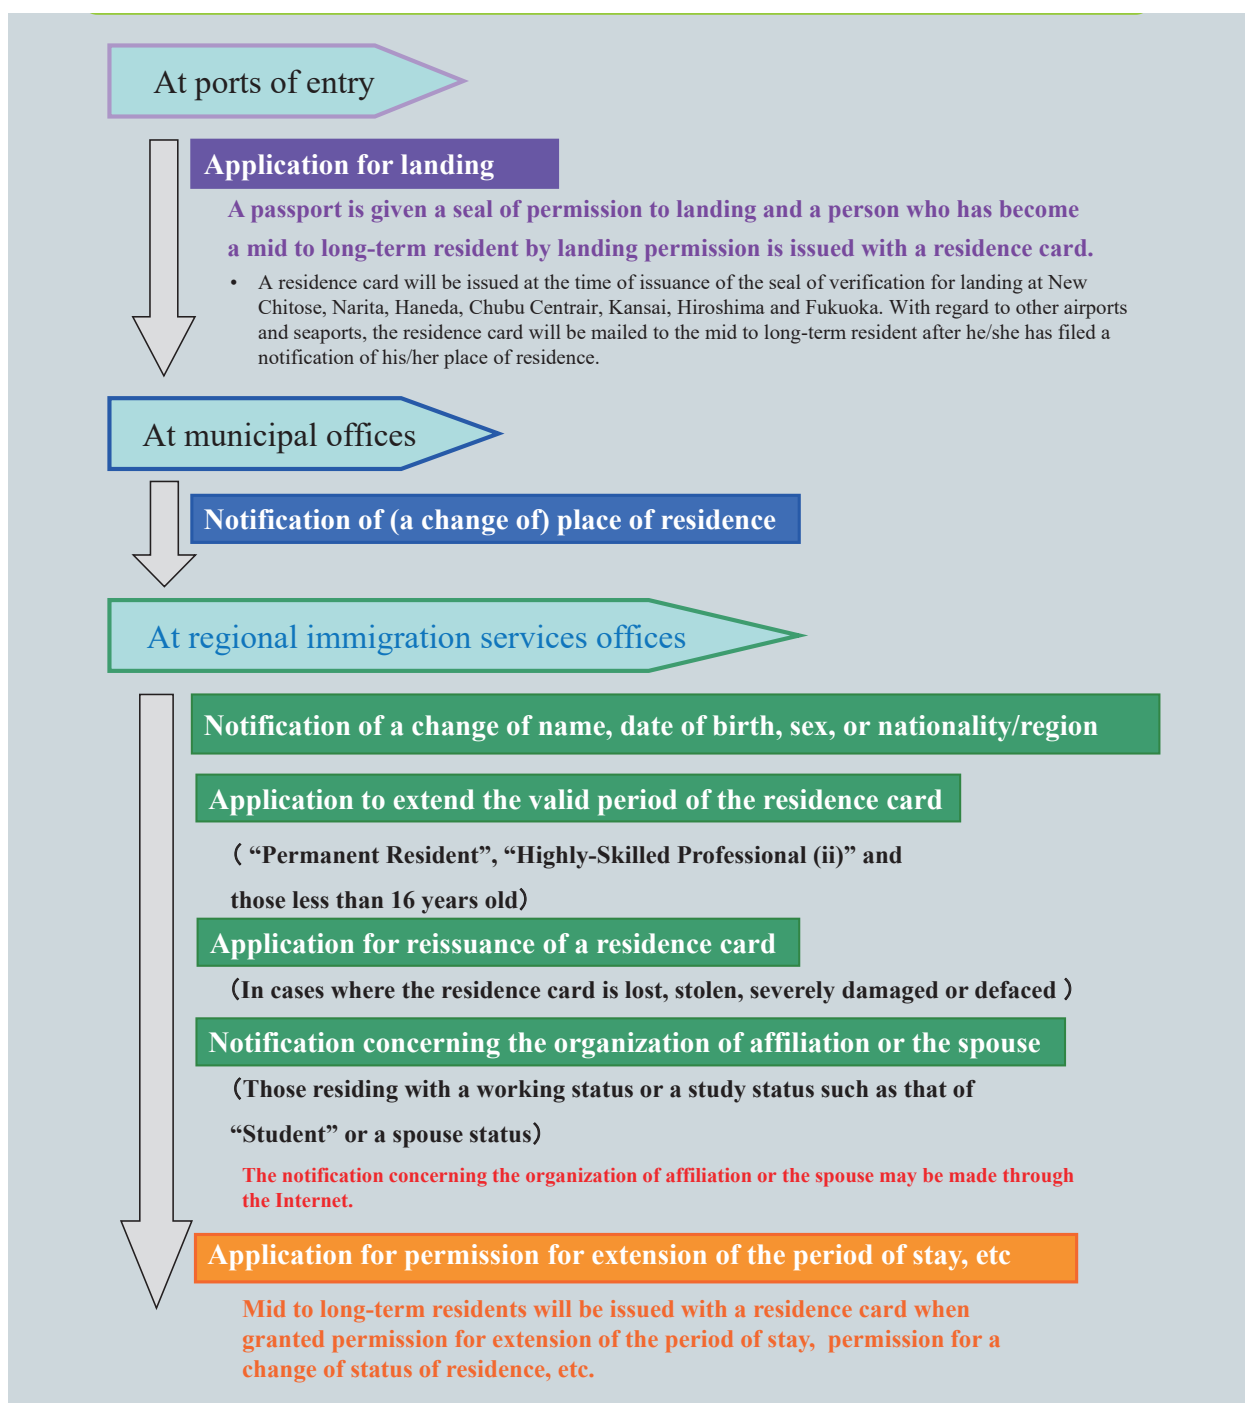 At ports of entry
Application for landing
A passport is given a seal of permission to landing and a person who has become
a mid to long-term resident by landing permission is issued with a residence card.
• A residence card will be issued at the time of issuance of the seal of verification for landing at New
Chitose, Narita, Haneda, Chubu Centrair, Kansai, Hiroshima and Fukuoka. With regard to other airports
and seaports, the residence card will be mailed to the mid to long-term resident after he/she has filed a
notification of his/her place of residence.
At municipal offices
Notification of (a change of) place of residence
At regional immigration services offices
Notification of a change of name, date of birth, sex, or nationality/region
Application to extend the valid period of the residence card
( “Permanent Resident”, “Highly-Skilled Professional (ii)” and
those less than 16 years old)
Application for reissuance of a residence card
(In cases where the residence card is lost, stolen, severely damaged or defaced )
Notification concerning the organization of affiliation or the spouse
(Those residing with a working status or a study status such as that of
“Student” or a spouse status)
The notification concerning the organization of affiliation or the spouse may be made through
the Internet.
Application for permission for extension of the period of stay, etc
Mid to long-term residents will be issued with a residence card when
granted permission for extension of the period of stay, permission for a
change of status of residence, etc.